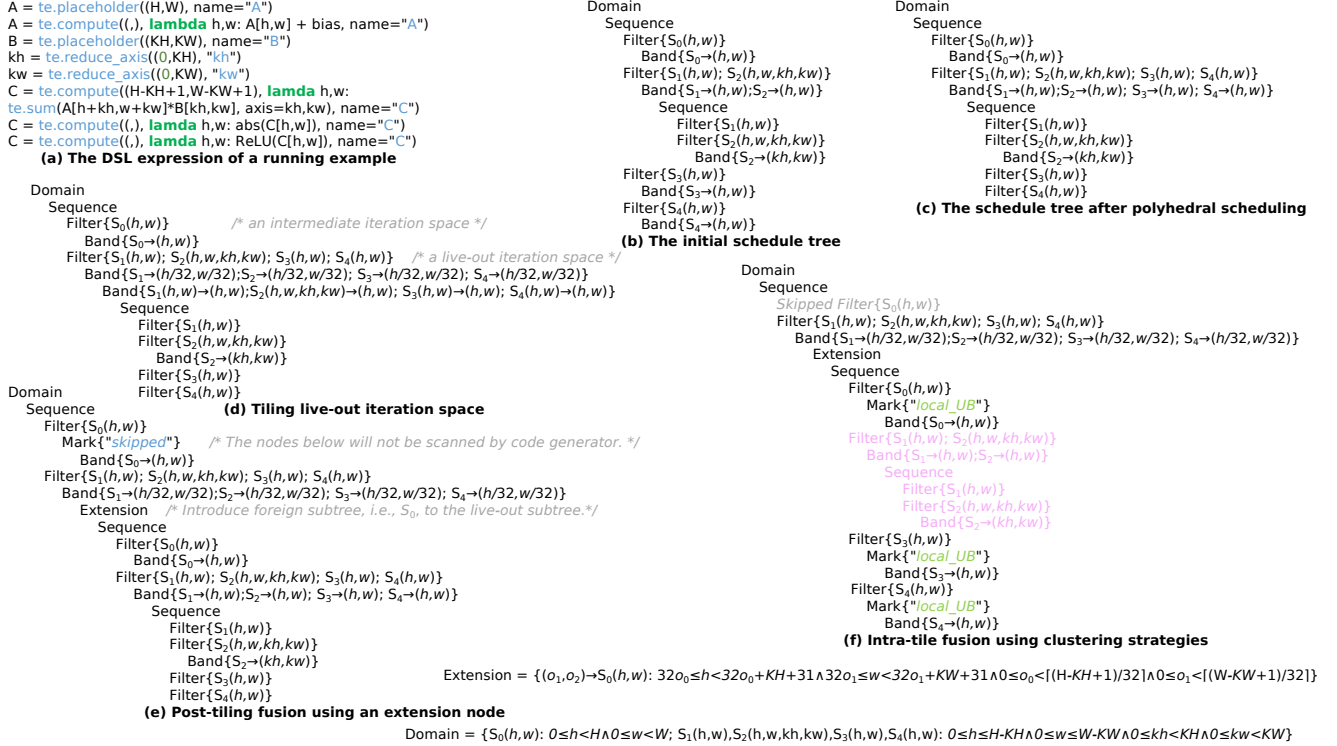 A = te.placeholder((H,W), name="A")
A = te.compute((,), lambda h,w: A[h,w] + bias, name="A")
B = te.placeholder((KH,KW), name="B")
kh = te.reduce_axis((0,KH), "kh")
kw = te.reduce_axis((0,KW), "kw")
C = te.compute((H-KH+1,W-KW+1), lamda h,w:
te.sum(A[h+kh,w+kw]*B[kh,kw], axis=kh,kw), name="C")
C = te.compute((,), lamda h,w: abs(C[h,w]), name="C")
C = te.compute((,), lamda h,w: ReLU(C[h,w]), name="C")
(a) The DSL expression of a running example
Domain
Sequence
Filter{S₀(h,w)}
Band{S₀→(h,w)}
Filter{S₁(h,w); S₂(h,w,kh,kw)}
Band{S₁→(h,w);S₂→(h,w)}
Sequence
Filter{S₁(h,w)}
Filter{S₂(h,w,kh,kw)}
Band{S₂→(kh,kw)}
Filter{S₃(h,w)}
Band{S₃→(h,w)}
Filter{S₄(h,w)}
Band{S₄→(h,w)}
(b) The initial schedule tree
Domain
Sequence
Filter{S₀(h,w)}
Band{S₀→(h,w)}
Filter{S₁(h,w); S₂(h,w,kh,kw); S₃(h,w); S₄(h,w)}
Band{S₁→(h,w);S₂→(h,w); S₃→(h,w); S₄→(h,w)}
Sequence
Filter{S₁(h,w)}
Filter{S₂(h,w,kh,kw)}
Band{S₂→(kh,kw)}
Filter{S₃(h,w)}
Filter{S₄(h,w)}
(c) The schedule tree after polyhedral scheduling
Domain
Sequence
Filter{S₀(h,w)} /* an intermediate iteration space */
Band{S₀→(h,w)}
Filter{S₁(h,w); S₂(h,w,kh,kw); S₃(h,w); S₄(h,w)} /* a live-out iteration space */
Band{S₁→(h/32,w/32);S₂→(h/32,w/32); S₃→(h/32,w/32); S₄→(h/32,w/32)}
Band{S₁(h,w)→(h,w);S₂(h,w,kh,kw)→(h,w); S₃(h,w)→(h,w); S₄(h,w)→(h,w)}
Sequence
Filter{S₁(h,w)}
Filter{S₂(h,w,kh,kw)}
Band{S₂→(kh,kw)}
Filter{S₃(h,w)}
Filter{S₄(h,w)}
(d) Tiling live-out iteration space
Domain
Sequence
Filter{S₀(h,w)}
Mark{"skipped"} /* The nodes below will not be scanned by code generator. */
Band{S₀→(h,w)}
Filter{S₁(h,w); S₂(h,w,kh,kw); S₃(h,w); S₄(h,w)}
Band{S₁→(h/32,w/32);S₂→(h/32,w/32); S₃→(h/32,w/32); S₄→(h/32,w/32)}
Extension /* Introduce foreign subtree, i.e., S₀, to the live-out subtree.*/
Sequence
Filter{S₀(h,w)}
Band{S₀→(h,w)}
Filter{S₁(h,w); S₂(h,w,kh,kw); S₃(h,w); S₄(h,w)}
Band{S₁→(h,w);S₂→(h,w); S₃→(h,w); S₄→(h,w)}
Sequence
Filter{S₁(h,w)}
Filter{S₂(h,w,kh,kw)}
Band{S₂→(kh,kw)}
Filter{S₃(h,w)}
Filter{S₄(h,w)}
(e) Post-tiling fusion using an extension node
Domain
Sequence
Skipped Filter{S₀(h,w)}
Filter{S₁(h,w); S₂(h,w,kh,kw); S₃(h,w); S₄(h,w)}
Band{S₁→(h/32,w/32);S₂→(h/32,w/32); S₃→(h/32,w/32); S₄→(h/32,w/32)}
Extension
Sequence
Filter{S₀(h,w)}
Mark{"local_UB"}
Band{S₀→(h,w)}
Filter{S₁(h,w); S₂(h,w,kh,kw)}
Band{S₁→(h,w);S₂→(h,w)}
Sequence
Filter{S₁(h,w)}
Filter{S₂(h,w,kh,kw)}
Band{S₂→(kh,kw)}
Filter{S₃(h,w)}
Mark{"local_UB"}
Band{S₃→(h,w)}
Filter{S₄(h,w)}
Mark{"local_UB"}
Band{S₄→(h,w)}
(f) Intra-tile fusion using clustering strategies
Extension = {(o₁,o₂)→S₀(h,w): 32o₀≤h<32o₀+KH+31∧32o₁≤w<32o₁+KW+31∧0≤o₀<⌈(H-KH+1)/32⌉∧0≤o₁<⌈(W-KW+1)/32⌉}
Domain = {S₀(h,w): 0≤h<H∧0≤w<W; S₁(h,w),S₂(h,w,kh,kw),S₃(h,w),S₄(h,w): 0≤h≤H-KH∧0≤w≤W-KW∧0≤kh<KH∧0≤kw<KW}